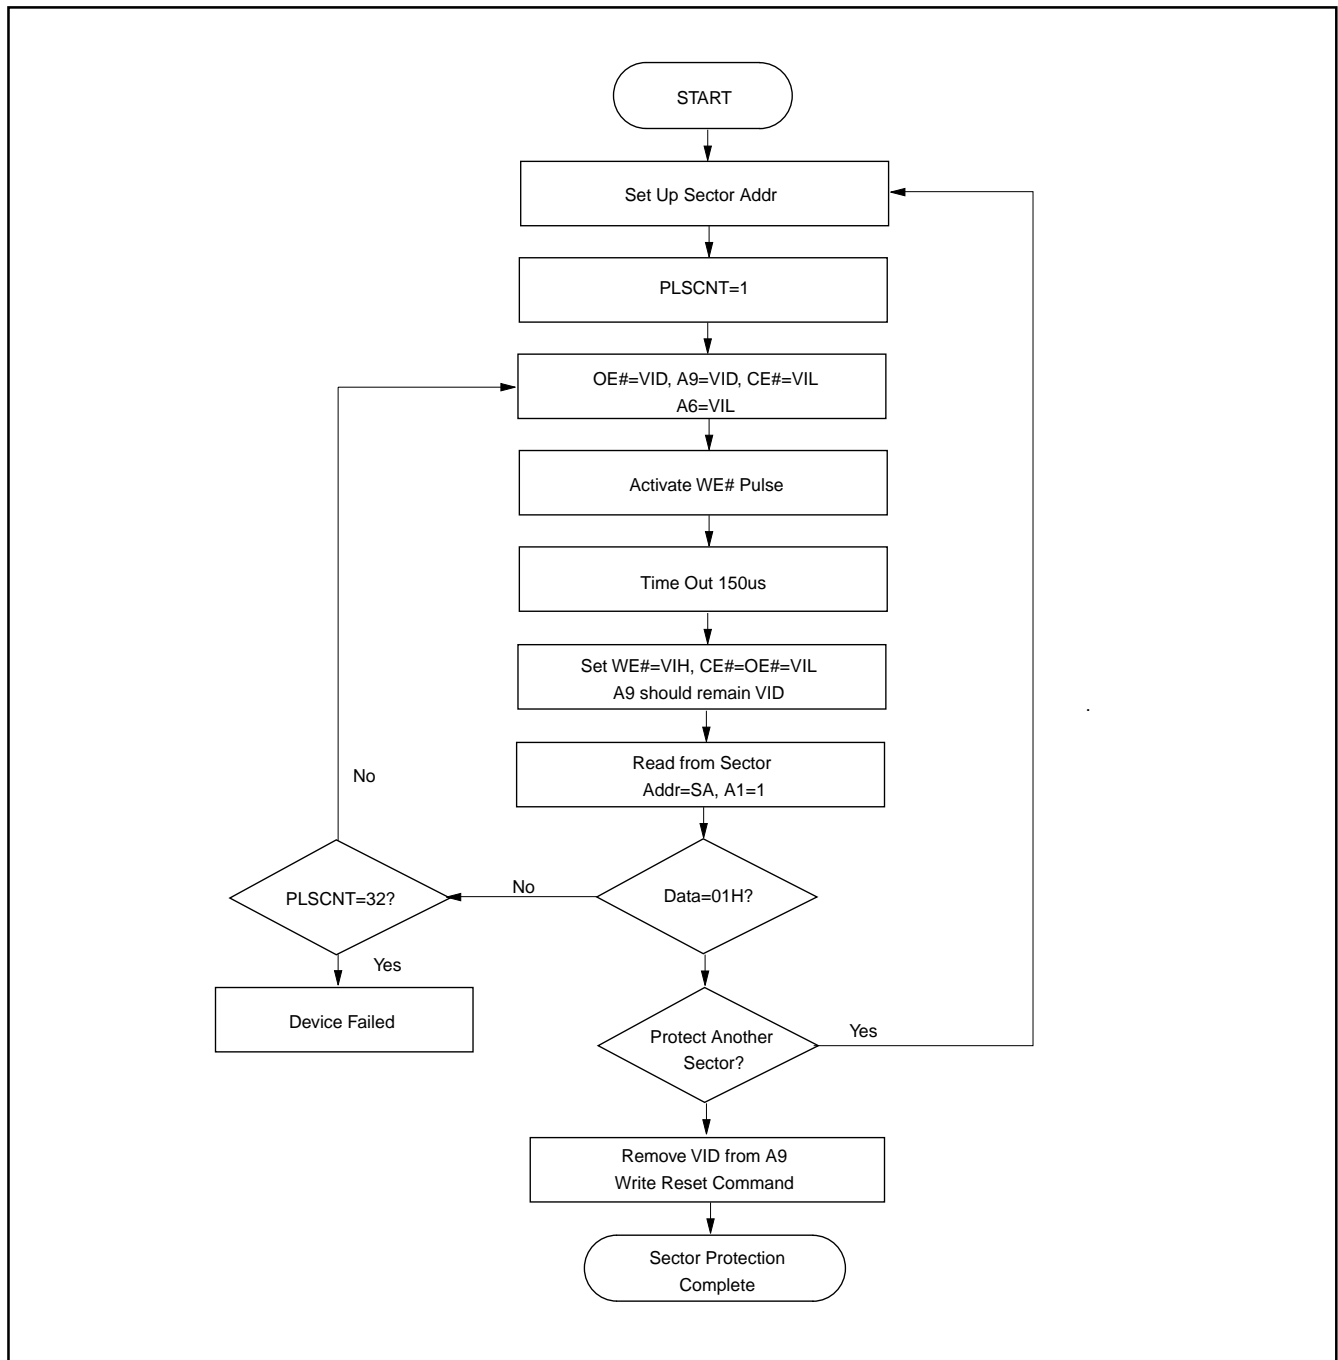 START
Set Up Sector Addr
PLSCNT=1
OE#=VID, A9=VID, CE#=VIL
A6=VIL
Activate WE# Pulse
Time Out 150us
Set WE#=VIH, CE#=OE#=VIL
A9 should remain VID
Read from Sector
Addr=SA, A1=1
No
PLSCNT=32?
No
Data=01H?
Yes
Device Failed
Protect Another
Sector?
Yes
Remove VID from A9
Write Reset Command
Sector Protection
Complete